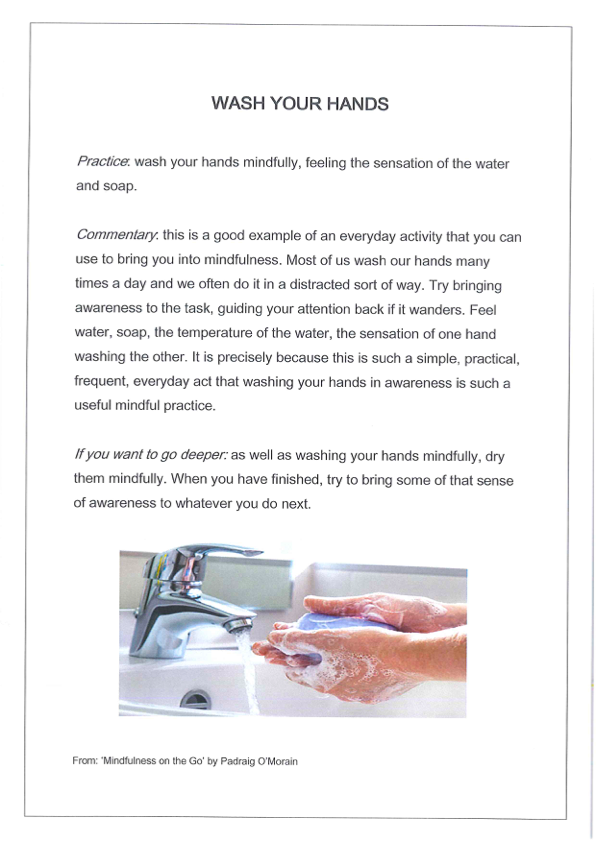 WASH YOUR HANDS
Practice: wash your hands mindfully, feeling the sensation of the water
and soap.
Commentary: this is a good example of an everyday activity that you can
use to bring you into mindfulness. Most of us wash our hands many
times a day and we often do it in a distracted sort of way. Try bringing
awareness to the task, guiding your attention back if it wanders. Feel
water, soap, the temperature of the water, the sensation of one hand
washing the other. It is precisely because this is such a simple, practical,
frequent, everyday act that washing your hands in awareness is such a
useful mindful practice.
If you want to go deeper: as well as washing your hands mindfully, dry
them mindfully. When you have finished, try to bring some of that sense
of awareness to whatever you do next.
From: 'Mindfulness on the Go' by Padraig O'Morain